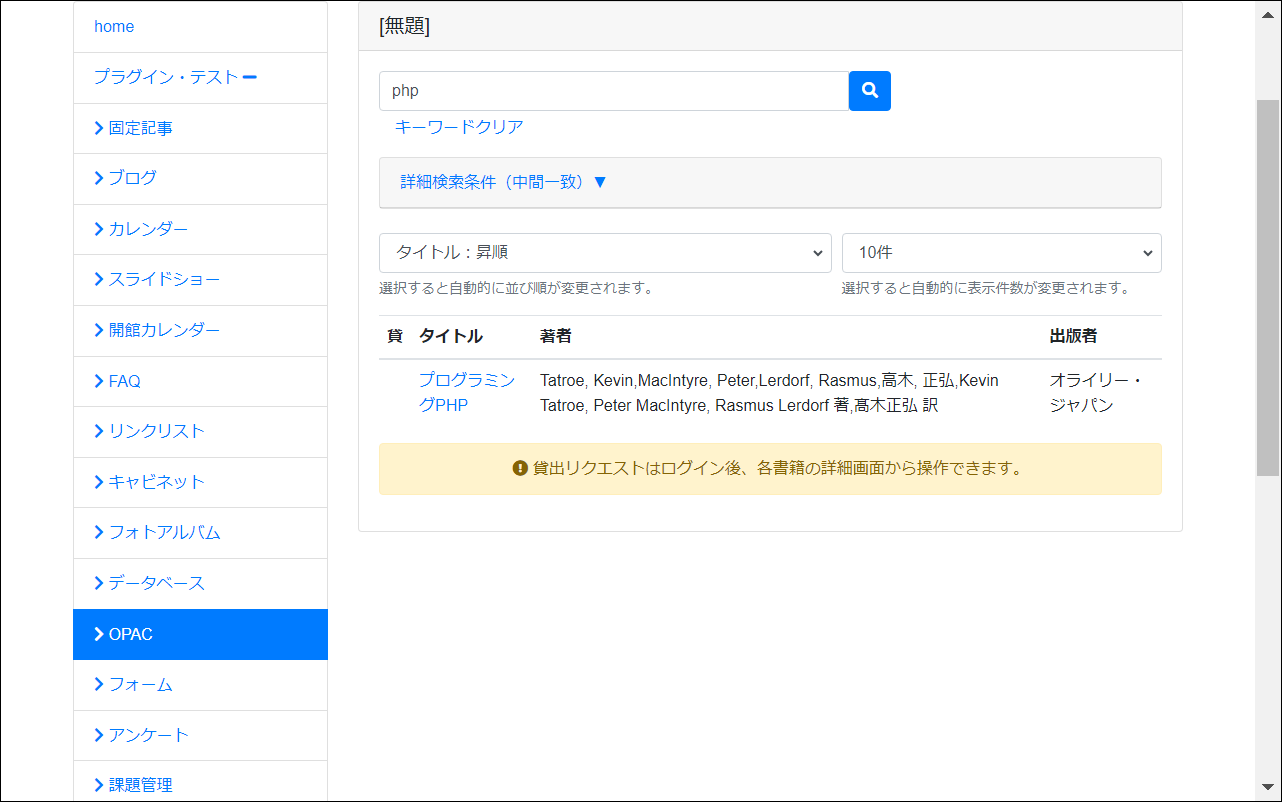 home
プラグイン・テスト
固定記事
ブログ
カレンダー
スライドショー
開館カレンダー
FAQ
リンクリスト
キャビネット
フォトアルバム
データベース
OPAC
フォーム
アンケート
課題管理
[無題]
php
キーワードクリア
詳細検索条件（中間一致）▼
タイトル：昇順
10件
選択すると自動的に並び順が変更されます。
選択すると自動的に表示件数が変更されます。
貸 タイトル 著者 出版者
プログラミン
グPHP
Tatroe, Kevin,MacIntyre, Peter,Lerdorf, Rasmus,高木, 正弘,Kevin
Tatroe, Peter MacIntyre, Rasmus Lerdorf 著,髙木正弘 訳
オライリー・
ジャパン
貸出リクエストはログイン後、各書籍の詳細画面から操作できます。